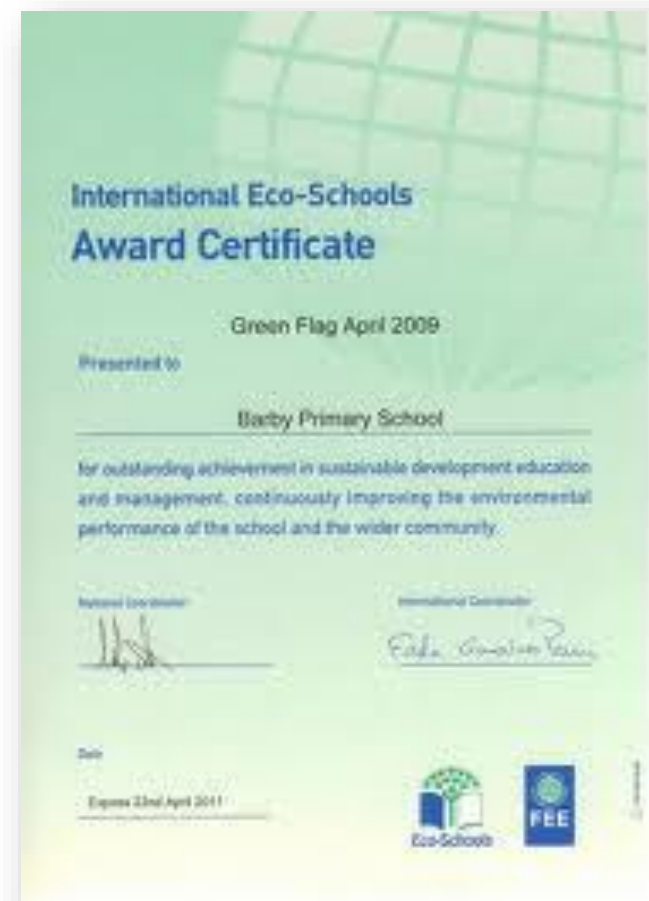 International Eco-Schools
Award Certificate
Green Flag April 2009
Presented to
Barby Primary School
for outstanding achievement in sustainable development education
and management, continuously improving the environmental
performance of the school and the wider community.
National Coordinator
International Coordinator
Date
Expires 22nd April 2011
Eco-Schools
FEE